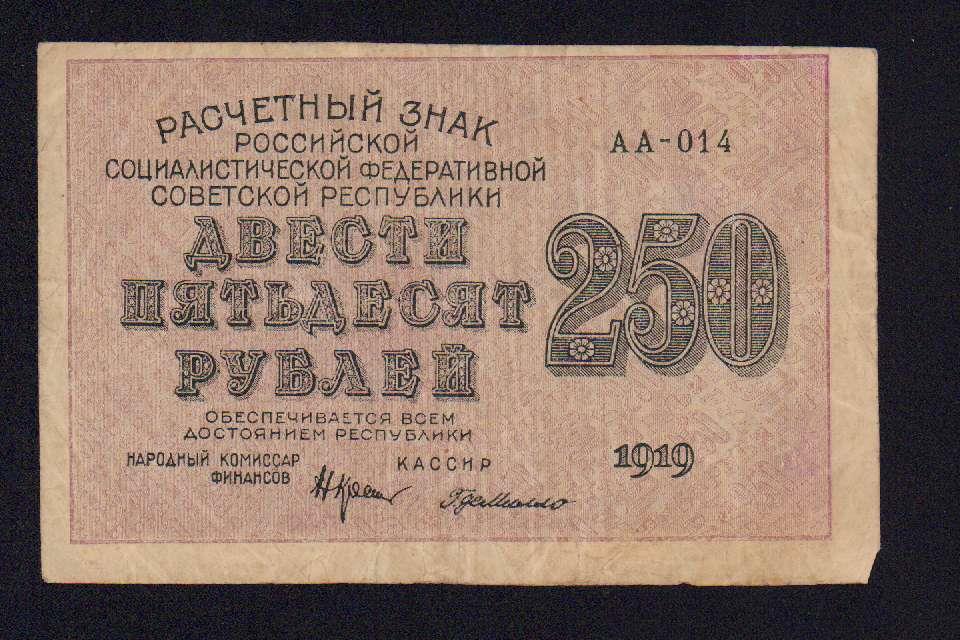 РАСЧЕТНЫЙ ЗНАК
РОССИЙСКОЙ
СОЦИАЛИСТИЧЕСКОЙ ФЕДЕРАТИВНОЙ
СОВЕТСКОЙ РЕСПУБЛИКИ
АА-014
ДВЕСТИ
ПЯТЬДЕСЯТ
РУБЛЕЙ
250
ОБЕСПЕЧИВАЕТСЯ ВСЕМ
ДОСТОЯНИЕМ РЕСПУБЛИКИ
НАРОДНЫЙ КОМИССАР
ФИНАНСОВ
КАССИР
1919